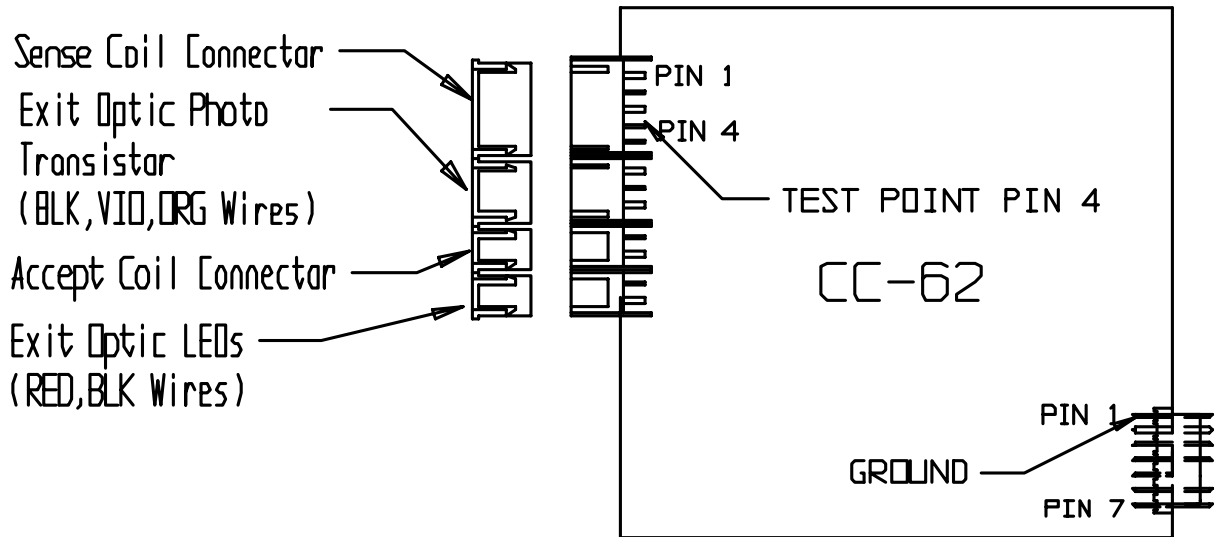 Sense Coil Connector
Exit Optic Photo
Transistor
(BLK,VIO,ORG Wires)
Accept Coil Connector
Exit Optic LEDs
(RED,BLK Wires)
PIN 1
PIN 4
TEST POINT PIN 4
CC-62
PIN 1
GROUND
PIN 7